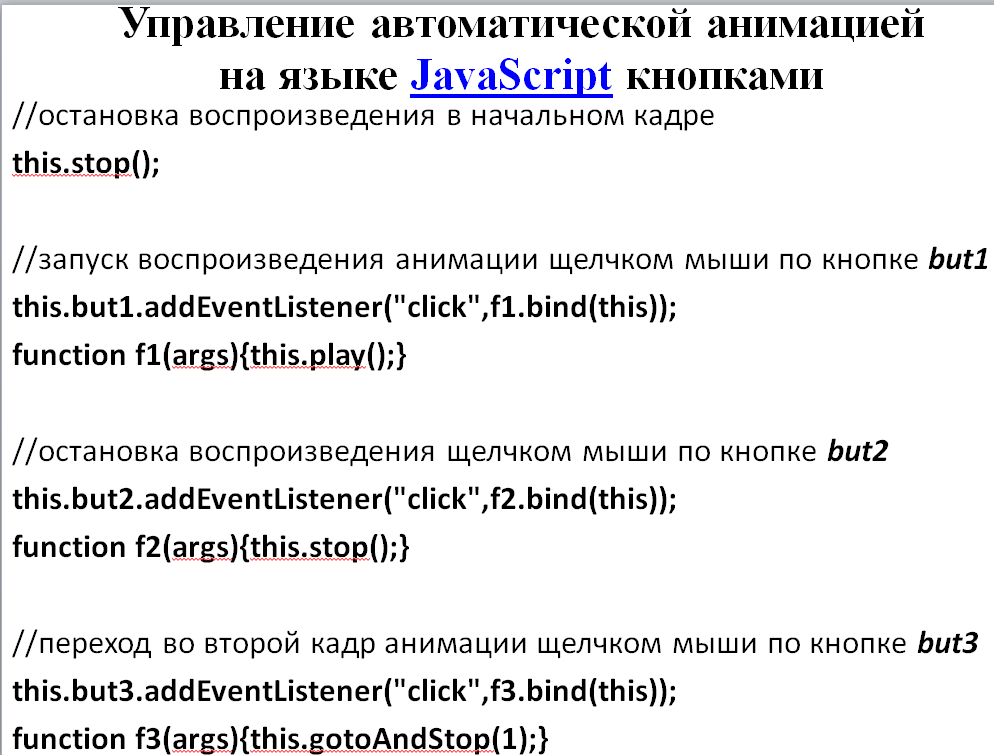 Управление автоматической анимацией
на языке JavaScript кнопками
//остановка воспроизведения в начальном кадре
this.stop();
//запуск воспроизведения анимации щелчком мыши по кнопке but1
this.but1.addEventListener("click",f1.bind(this));
function f1(args){this.play();}
//остановка воспроизведения щелчком мыши по кнопке but2
this.but2.addEventListener("click",f2.bind(this));
function f2(args){this.stop();}
//переход во второй кадр анимации щелчком мыши по кнопке but3
this.but3.addEventListener("click",f3.bind(this));
function f3(args){this.gotoAndStop(1);}